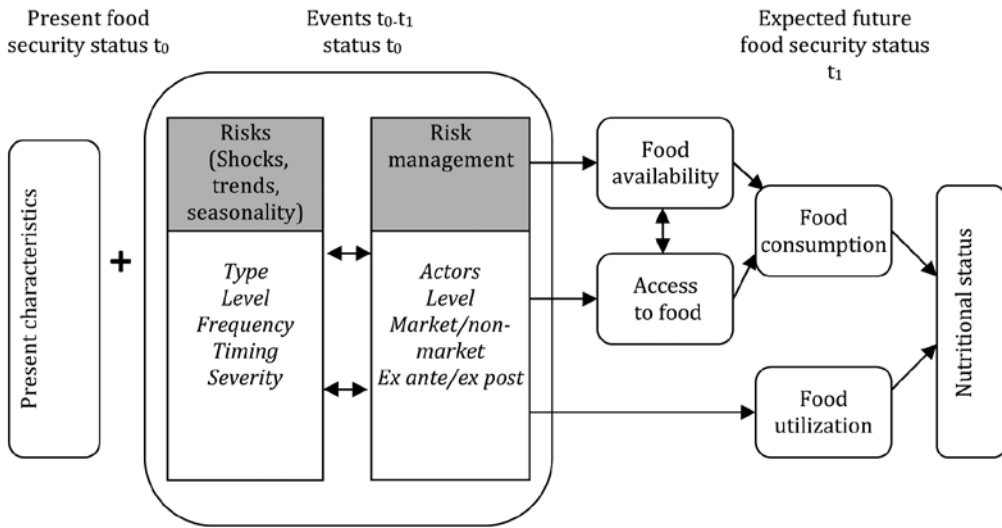 Present food
security status t₀
Events t₀-t₁
status t₀
Expected future
food security status
t₁
Present characteristics
+
Risks
(Shocks,
trends,
seasonality)
Type
Level
Frequency
Timing
Severity
Risk
management
Actors
Level
Market/non-
market
Ex ante/ex post
Food
availability
Access
to food
Food
consumption
Food
utilization
Nutritional status